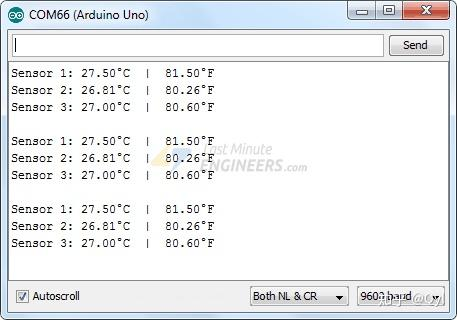 COM66 (Arduino Uno)
Send
Sensor 1: 27.50°C | 81.50°F
Sensor 2: 26.81°C | 80.26°F
Sensor 3: 27.00°C | 80.60°F
Sensor 1: 27.50°C | 81.50°F
Sensor 2: 26.81°C | 80.26°F
Sensor 3: 27.00°C | 80.60°F
Last Minute
ENGINEERS.com
Sensor 1: 27.50°C | 81.50°F
Sensor 2: 26.81°C | 80.26°F
Sensor 3: 27.00°C | 80.60°F
Autoscroll
Both NL & CR
9600 baud
知乎 @Qy